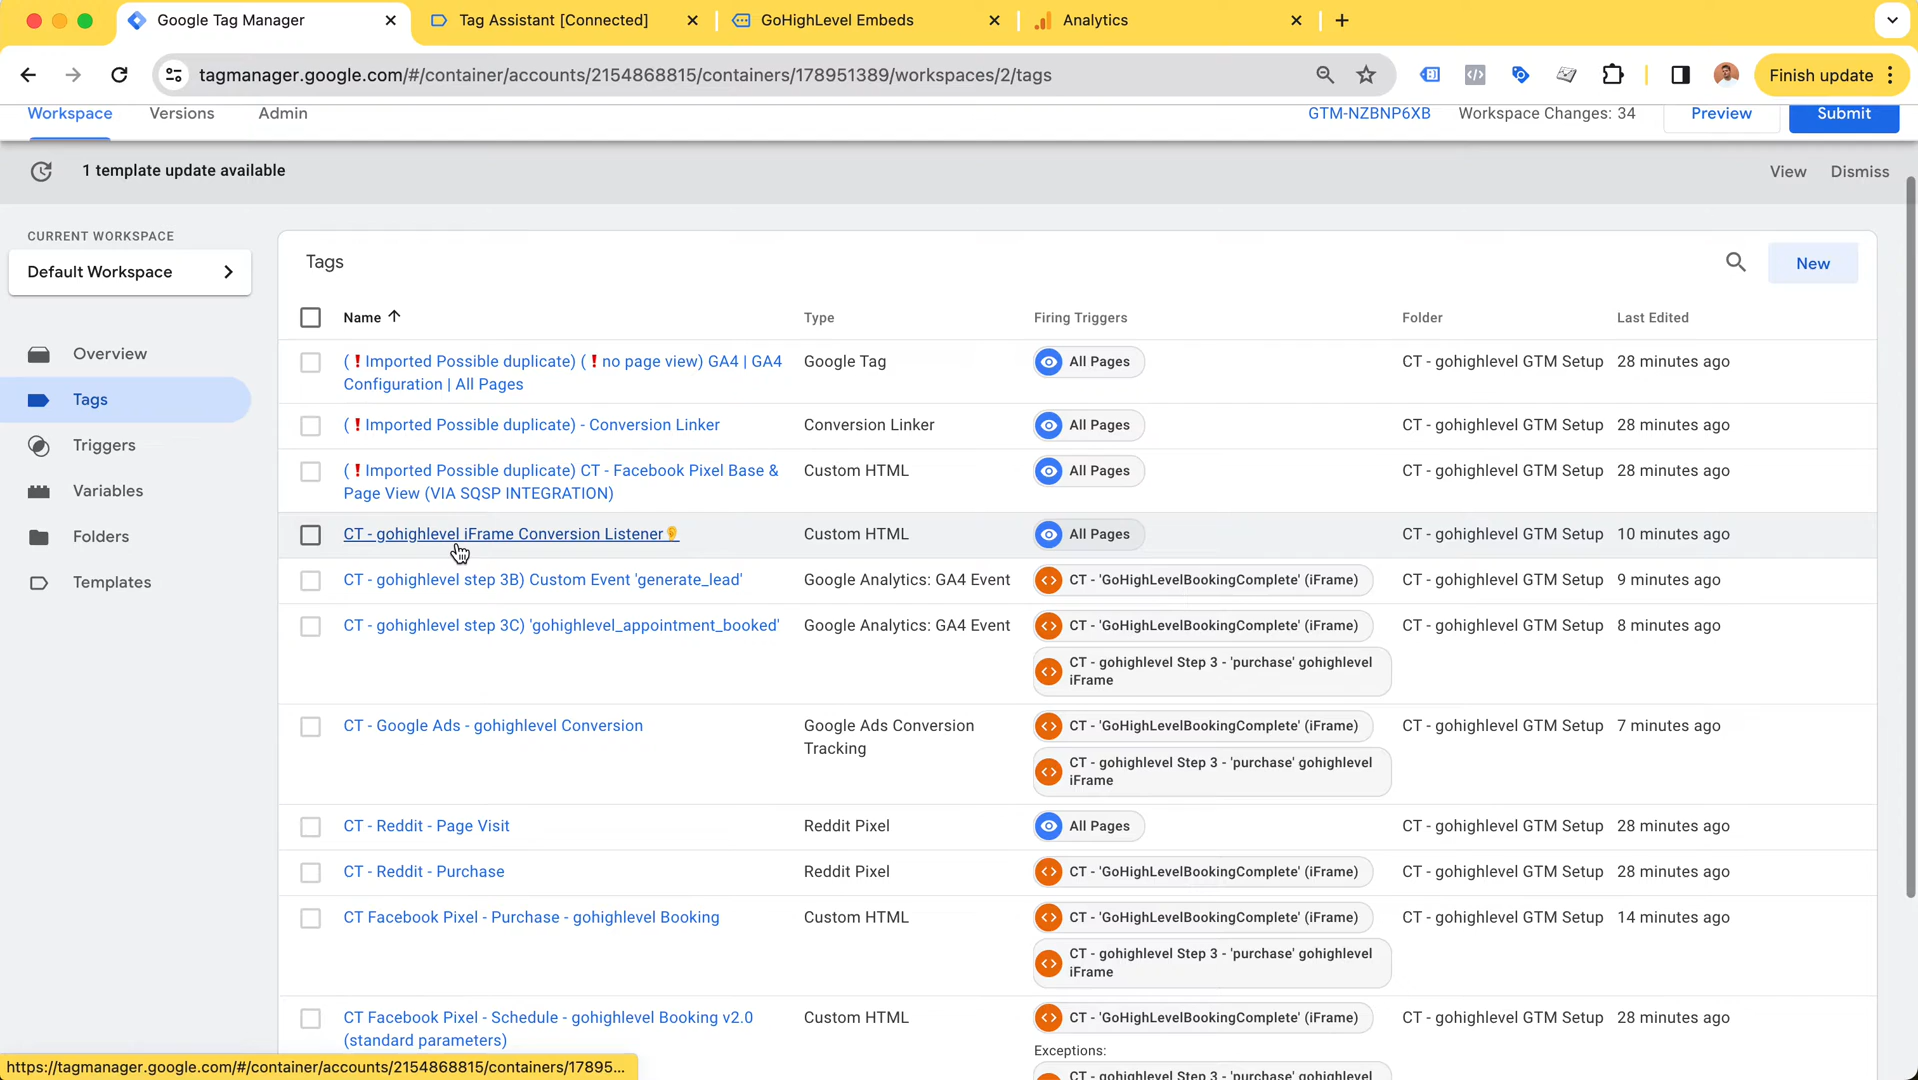 Google Tag Manager
Tag Assistant [Connected]
GoHighLevel Embeds
Analytics
tagmanager.google.com/#/container/accounts/2154868815/containers/178951389/workspaces/2/tags
Finish update
Workspace
Versions
Admin
GTM-NZBNP6XB
Workspace Changes: 34
Preview
Submit
1 template update available
View
Dismiss
CURRENT WORKSPACE
Default Workspace
Overview
Tags
Triggers
Variables
Folders
Templates
Tags
New
Name
Type
Firing Triggers
Folder
Last Edited
(❗Imported Possible duplicate) (❗no page view) GA4 | GA4
Configuration | All Pages
Google Tag
All Pages
CT - gohighlevel GTM Setup
28 minutes ago
(❗Imported Possible duplicate) - Conversion Linker
Conversion Linker
All Pages
CT - gohighlevel GTM Setup
28 minutes ago
(❗Imported Possible duplicate) CT - Facebook Pixel Base &
Page View (VIA SQSP INTEGRATION)
Custom HTML
All Pages
CT - gohighlevel GTM Setup
28 minutes ago
CT - gohighlevel iFrame Conversion Listener👂
Custom HTML
All Pages
CT - gohighlevel GTM Setup
10 minutes ago
CT - gohighlevel step 3B) Custom Event 'generate_lead'
Google Analytics: GA4 Event
CT - 'GoHighLevelBookingComplete' (iFrame)
CT - gohighlevel GTM Setup
9 minutes ago
CT - gohighlevel step 3C) 'gohighlevel_appointment_booked'
Google Analytics: GA4 Event
CT - 'GoHighLevelBookingComplete' (iFrame)
CT - gohighlevel Step 3 - 'purchase' gohighlevel
iFrame
CT - gohighlevel GTM Setup
8 minutes ago
CT - Google Ads - gohighlevel Conversion
Google Ads Conversion
Tracking
CT - 'GoHighLevelBookingComplete' (iFrame)
CT - gohighlevel Step 3 - 'purchase' gohighlevel
iFrame
CT - gohighlevel GTM Setup
7 minutes ago
CT - Reddit - Page Visit
Reddit Pixel
All Pages
CT - gohighlevel GTM Setup
28 minutes ago
CT - Reddit - Purchase
Reddit Pixel
CT - 'GoHighLevelBookingComplete' (iFrame)
CT - gohighlevel GTM Setup
28 minutes ago
CT Facebook Pixel - Purchase - gohighlevel Booking
Custom HTML
CT - 'GoHighLevelBookingComplete' (iFrame)
CT - gohighlevel Step 3 - 'purchase' gohighlevel
iFrame
CT - gohighlevel GTM Setup
14 minutes ago
CT Facebook Pixel - Schedule - gohighlevel Booking v2.0
(standard parameters)
Custom HTML
CT - 'GoHighLevelBookingComplete' (iFrame)
Exceptions:
CT - gohighlevel Step 3 - 'purchase' gohighlevel
CT - gohighlevel GTM Setup
28 minutes ago
https://tagmanager.google.com/#/container/accounts/2154868815/containers/17895...